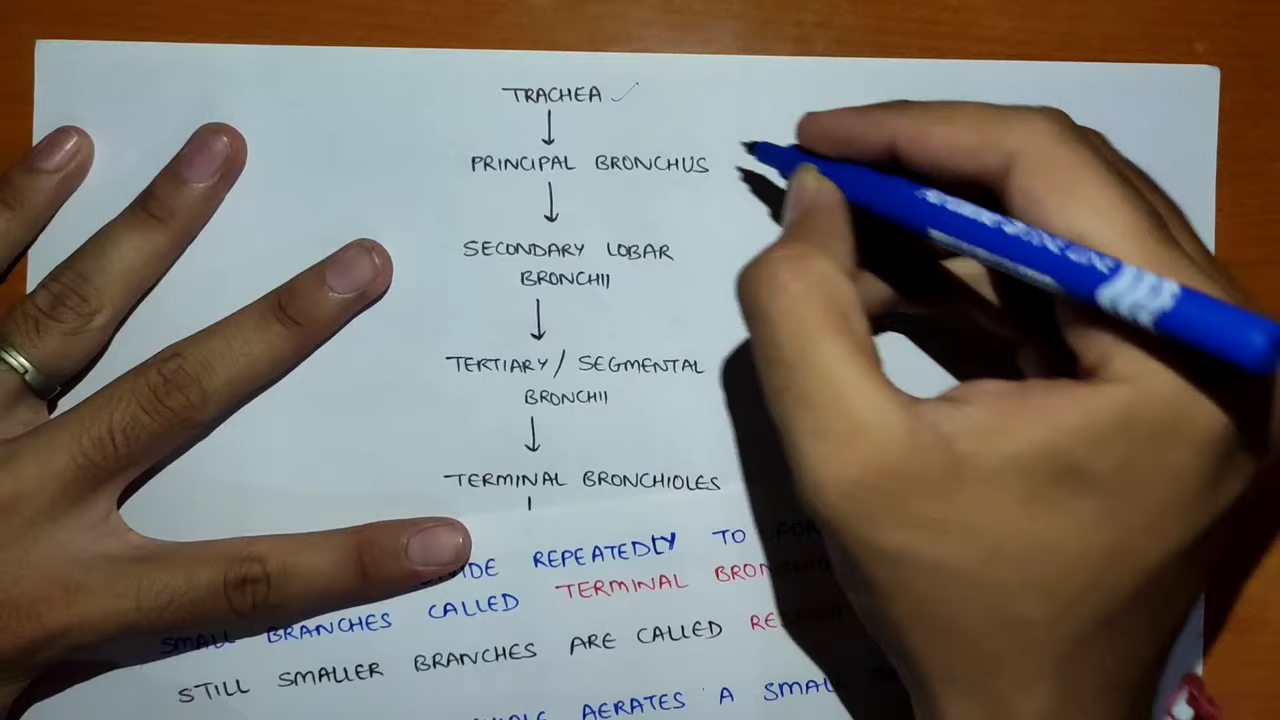 TRACHEA
PRINCIPAL BRONCHUS
SECONDARY LOBAR
BRONCHII
TERTIARY / SEGMENTAL
BRONCHII
TERMINAL BRONCHIOLES
REPEATEDLY TO
SMALL BRANCHES CALLED TERMINAL
STILL SMALLER BRANCHES ARE CALLED
AERATES A